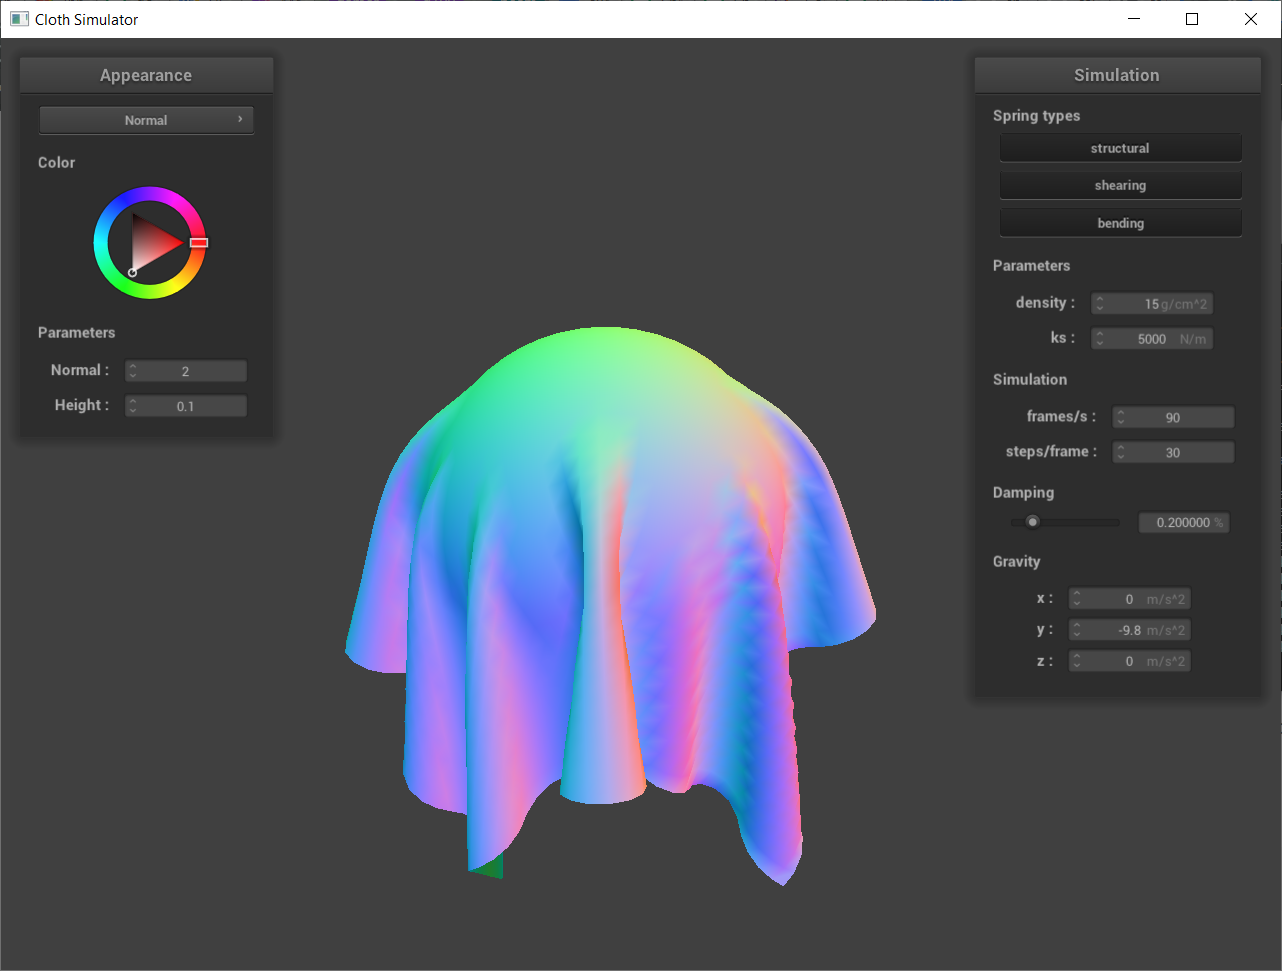 Cloth Simulator
Appearance
Normal
Color
Parameters
Normal : 2
Height : 0.1
Simulation
Spring types
structural
shearing
bending
Parameters
density : 15 g/cm^2
ks : 5000 N/m
Simulation
frames/s : 90
steps/frame : 30
Damping
0.200000 %
Gravity
x : 0 m/s^2
y : -9.8 m/s^2
z : 0 m/s^2